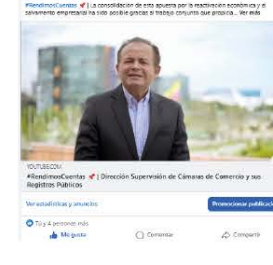 #RendimosCuentas 📌 | La consolidación de esta apuesta por la reactivación económica y el
salvamento empresarial ha sido posible gracias al trabajo conjunto que propicia... Ver más
YOUTUBE.COM
#RendimosCuentas 📌 | Dirección Supervisión de Cámaras de Comercio y sus
Registros Públicos
Ver estadísticas y anuncios
Promocionar publicaci
Tú y 4 personas más
Me gusta
Comentar
Compartir